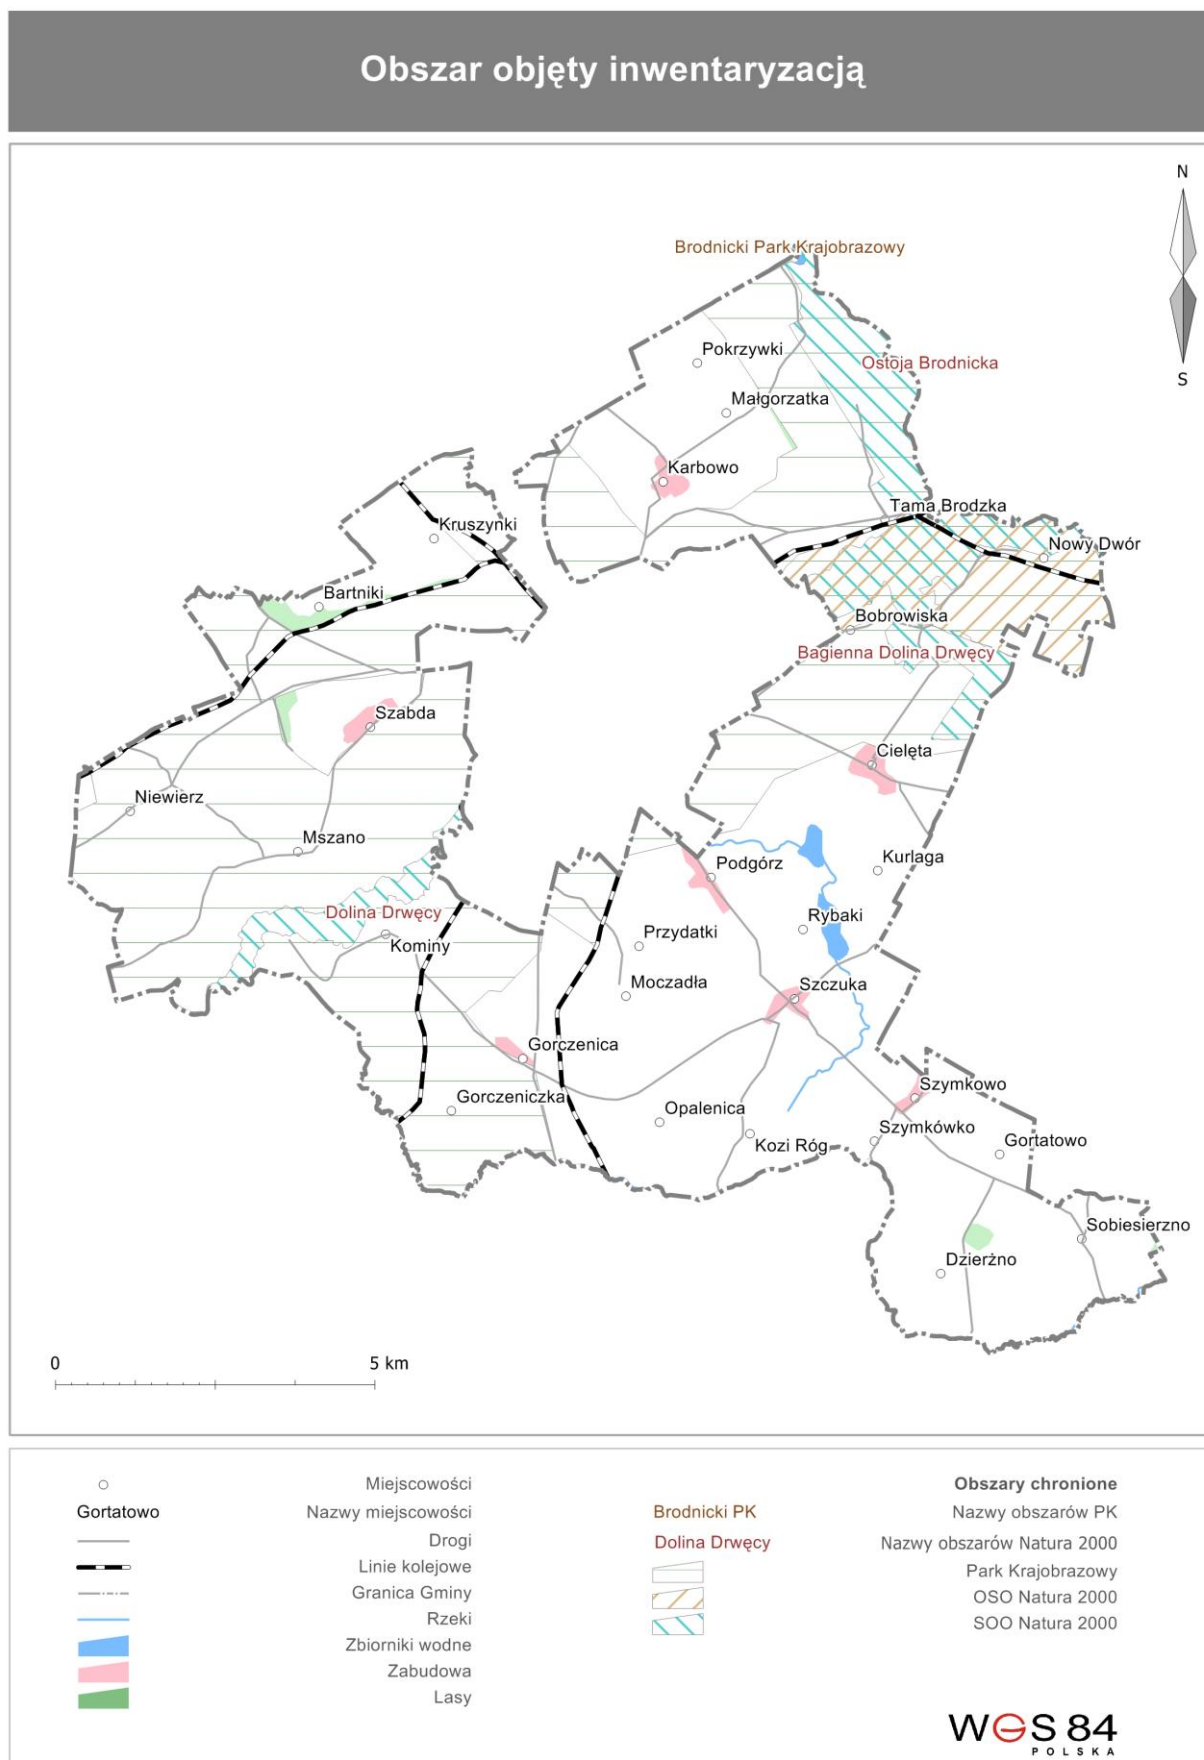 Obszar objęty inwentaryzacją
N
S
Brodnicki Park Krajobrazowy
Pokrzywki
Ostoja Brodnicka
Małgorzatka
Karbowo
Tama Brodzka
Kruszynki
Nowy Dwór
Bartniki
Bobrowiska
Bagienna Dolina Drwęcy
Szabda
Cielęta
Niewierz
Mszano
Kurlaga
Podgórz
Dolina Drwęcy
Rybaki
Przydatki
Kominy
Moczadła
Szczuka
Gorczenica
Szymkowo
Gorczeniczka
Opalenica
Szymkówko
Kozi Róg
Gortatowo
Sobiesierzno
Dzierżno
0 5 km
Miejscowości
Gortatowo Nazwy miejscowości
Drogi
Linie kolejowe
Granica Gminy
Rzeki
Zbiorniki wodne
Zabudowa
Lasy
Obszary chronione
Brodnicki PK Nazwy obszarów PK
Dolina Drwęcy Nazwy obszarów Natura 2000
Park Krajobrazowy
OSO Natura 2000
SOO Natura 2000
WGS 84
POLSKA